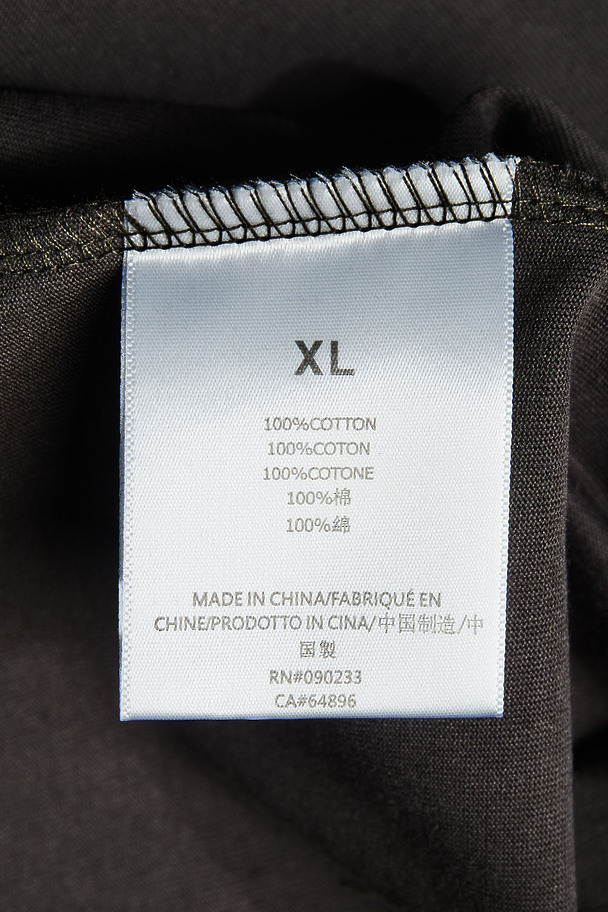 XL
100%COTTON
100%COTON
100%COTONE
100%棉
100%綿
MADE IN CHINA/FABRIQUÉ EN
CHINE/PRODOTTO IN CINA/中国制造/中
国製
RN#090233
CA#64896